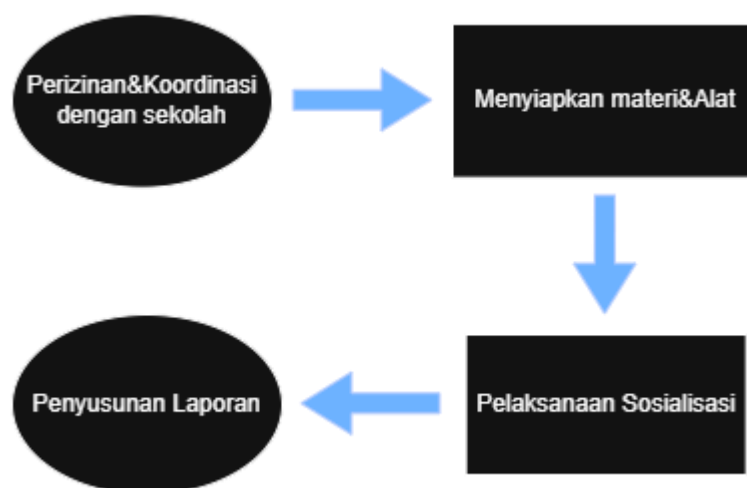 Perizinan&Koordinasi
dengan sekolah
Menyiapkan materi&Alat
Pelaksanaan Sosialisasi
Penyusunan Laporan